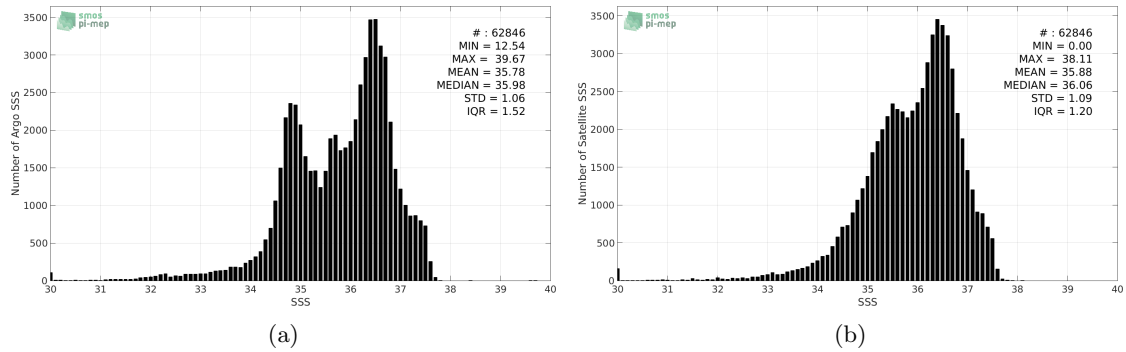 smos
pi-mep
# : 62846
MIN = 12.54
MAX = 39.67
MEAN = 35.78
MEDIAN = 35.98
STD = 1.06
IQR = 1.52
Number of Argo SSS
3500
3000
2500
2000
1500
1000
500
0
30 31 32 33 34 35 36 37 38 39 40
SSS
(a)
smos
pi-mep
# : 62846
MIN = 0.00
MAX = 38.11
MEAN = 35.88
MEDIAN = 36.06
STD = 1.09
IQR = 1.20
Number of Satellite SSS
3500
3000
2500
2000
1500
1000
500
0
30 31 32 33 34 35 36 37 38 39 40
SSS
(b)